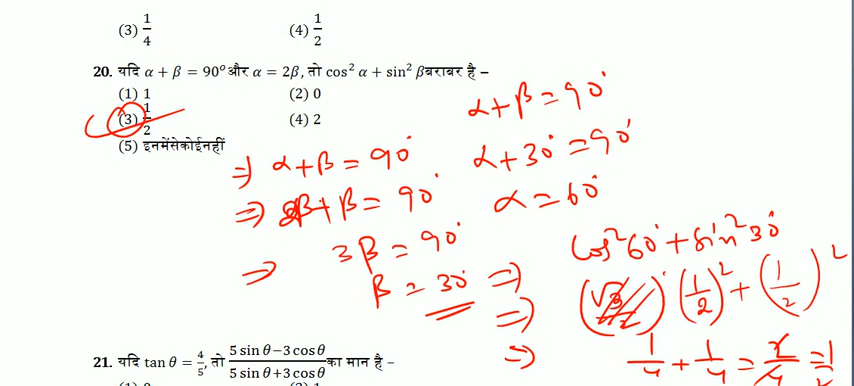 (3) 1/4 (4) 1/2
20. यदि α + β = 90° और α = 2β, तो cos² α + sin² β बराबर है –
(1) 1 (2) 0
(3) 1/2 (4) 2
(5) इनमेंसेकोईनहीं
α+β = 90°
α+30° = 90°
α = 60°
⇒ α+β = 90°
⇒ 2β+β = 90°
⇒ 3β = 90°
β = 30°
cos²60° + sin²30°
⇒ (1/2)² + (1/2)²
⇒
⇒ 1/4 + 1/4 = 2/4 = 1/2
21. यदि tan θ = 4/5, तो (5 sin θ−3 cos θ)/(5 sin θ+3 cos θ) का मान है –